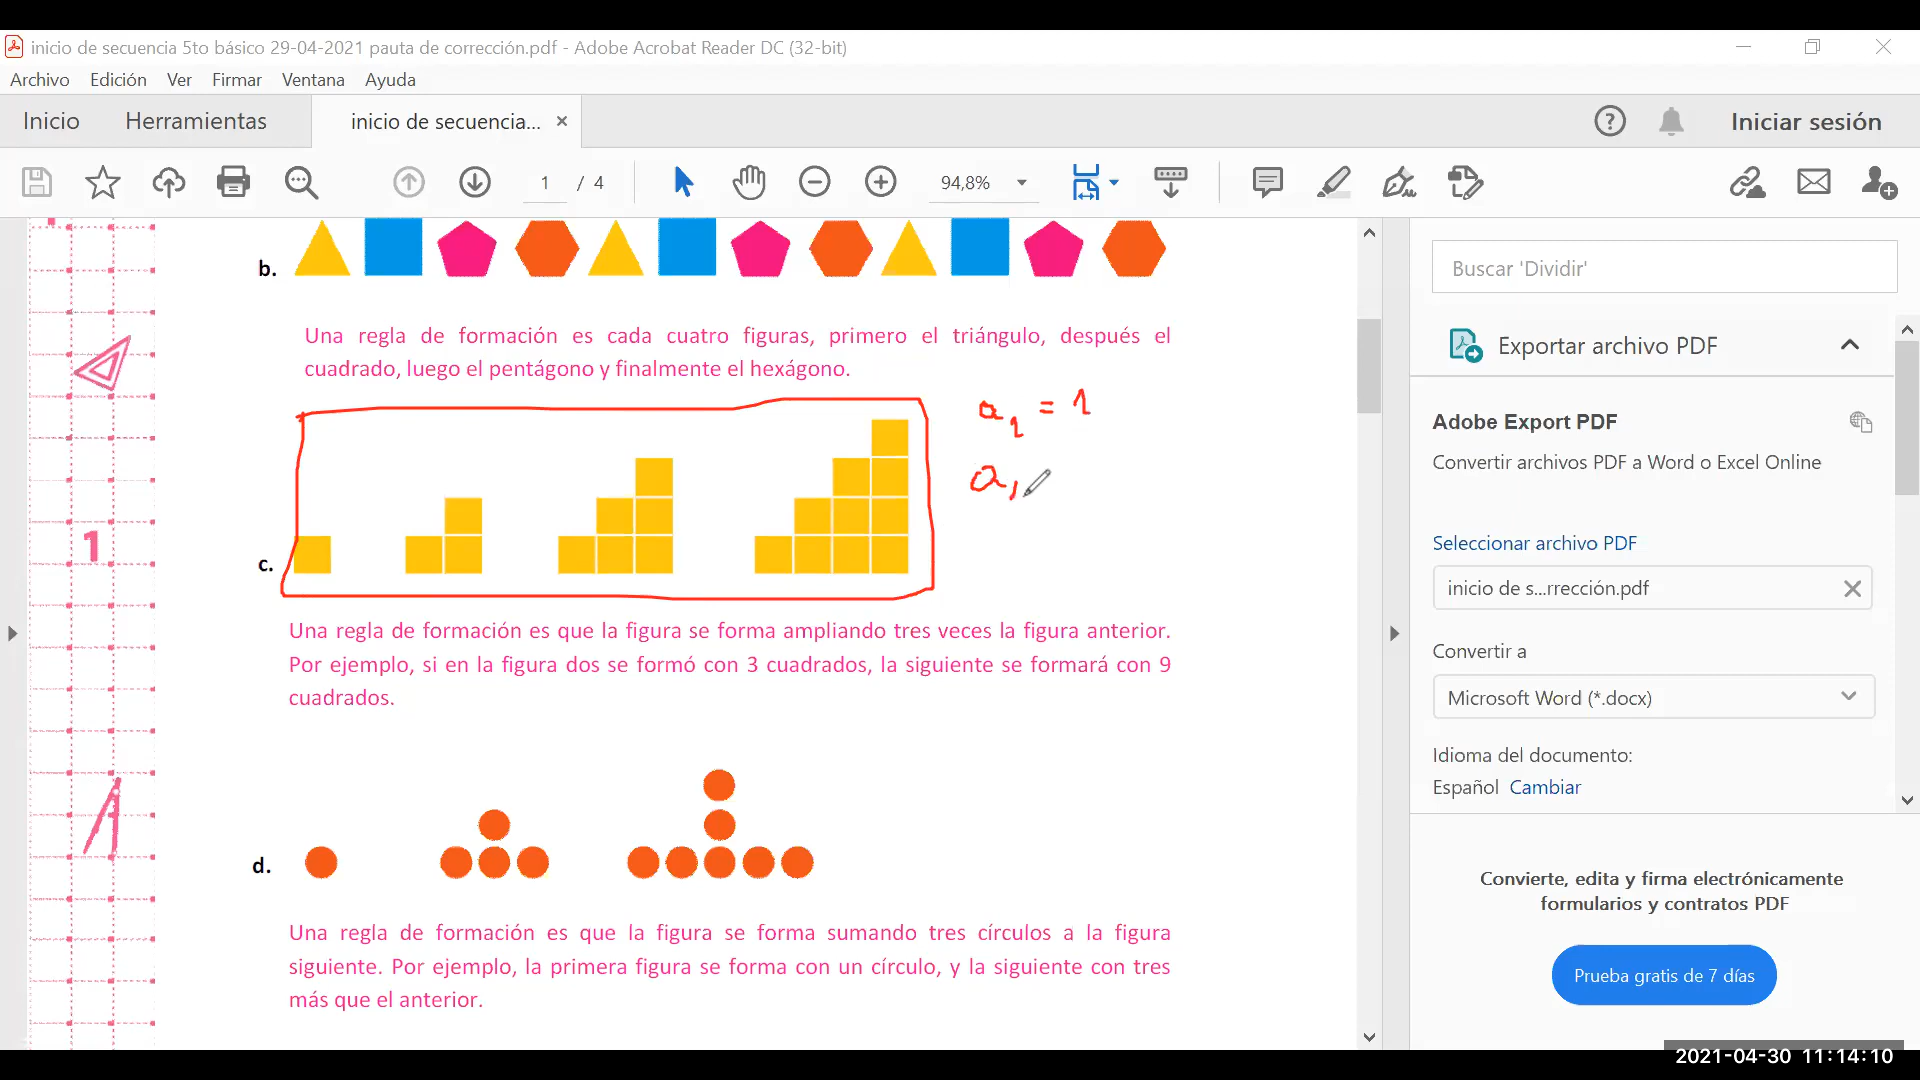 inicio de secuencia 5to básico 29-04-2021 pauta de corrección.pdf - Adobe Acrobat Reader DC (32-bit)
Archivo Edición Ver Firmar Ventana Ayuda
Inicio Herramientas inicio de secuencia... × Iniciar sesión
1 / 4 94,8%
b.
Una regla de formación es cada cuatro figuras, primero el triángulo, después el
cuadrado, luego el pentágono y finalmente el hexágono.
a₁ = 1
a
1
c.
Una regla de formación es que la figura se forma ampliando tres veces la figura anterior.
Por ejemplo, si en la figura dos se formó con 3 cuadrados, la siguiente se formará con 9
cuadrados.
d.
Una regla de formación es que la figura se forma sumando tres círculos a la figura
siguiente. Por ejemplo, la primera figura se forma con un círculo, y la siguiente con tres
más que el anterior.
Buscar 'Dividir'
Exportar archivo PDF
Adobe Export PDF
Convertir archivos PDF a Word o Excel Online
Seleccionar archivo PDF
inicio de s...rrección.pdf
Convertir a
Microsoft Word (*.docx)
Idioma del documento:
Español Cambiar
Convierte, edita y firma electrónicamente
formularios y contratos PDF
Prueba gratis de 7 días
2021-04-30 11:14:10